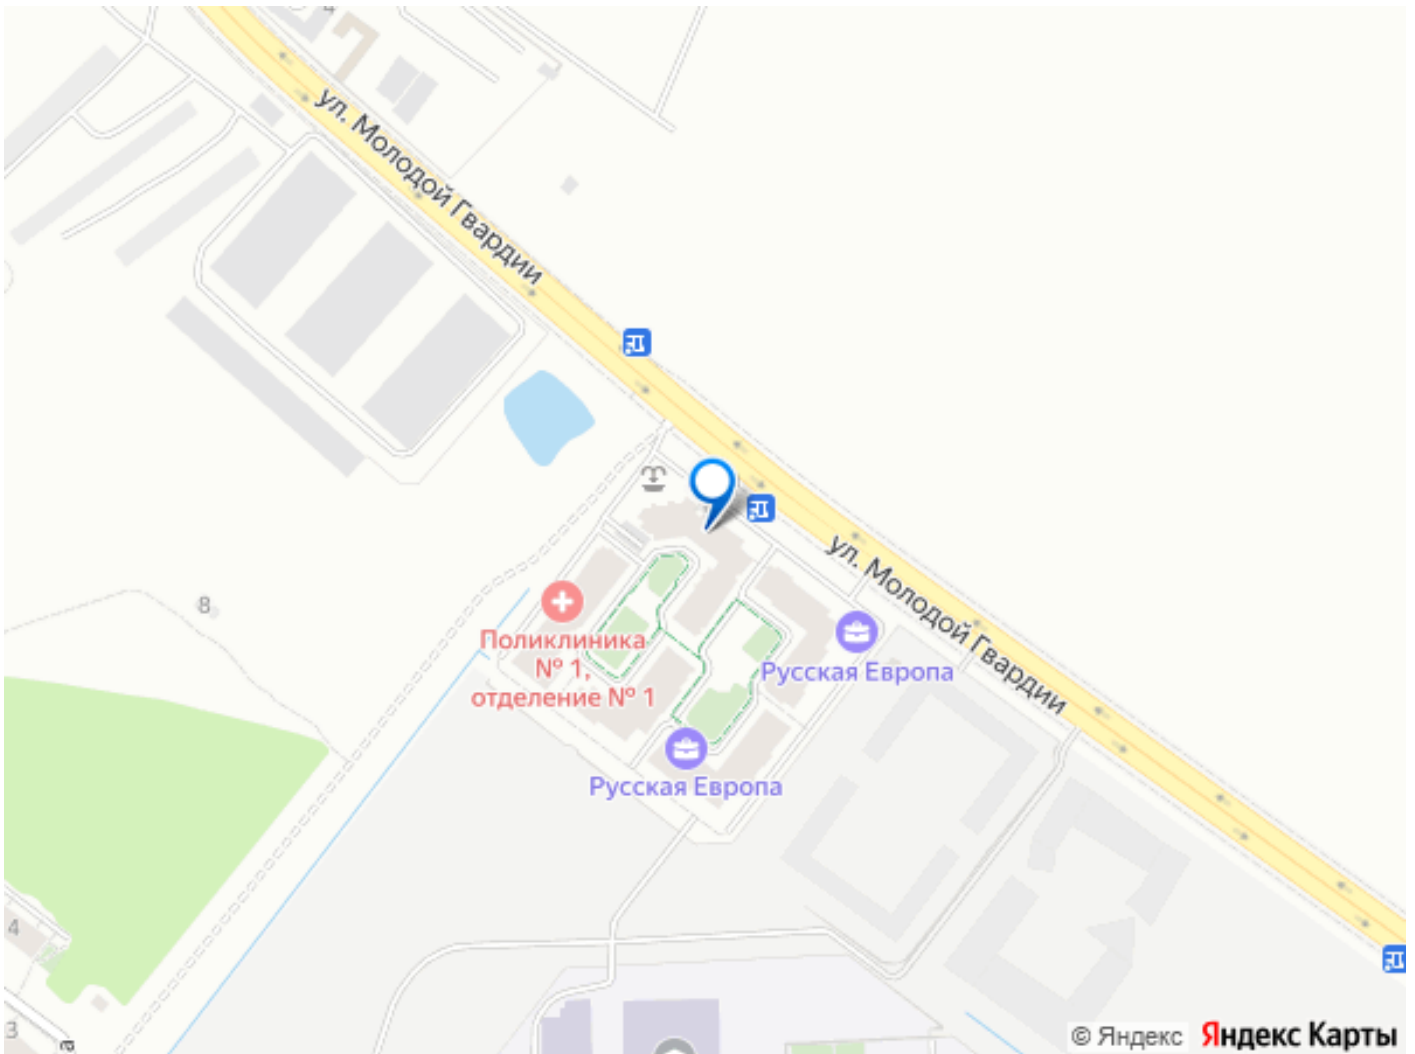 4
ул. Молодой Гвардии
8
Поликлиника
№ 1,
отделение № 1
ул. Молодой Гвардии
Русская Европа
Русская Европа
4
3
а
© Яндекс Яндекс Карты